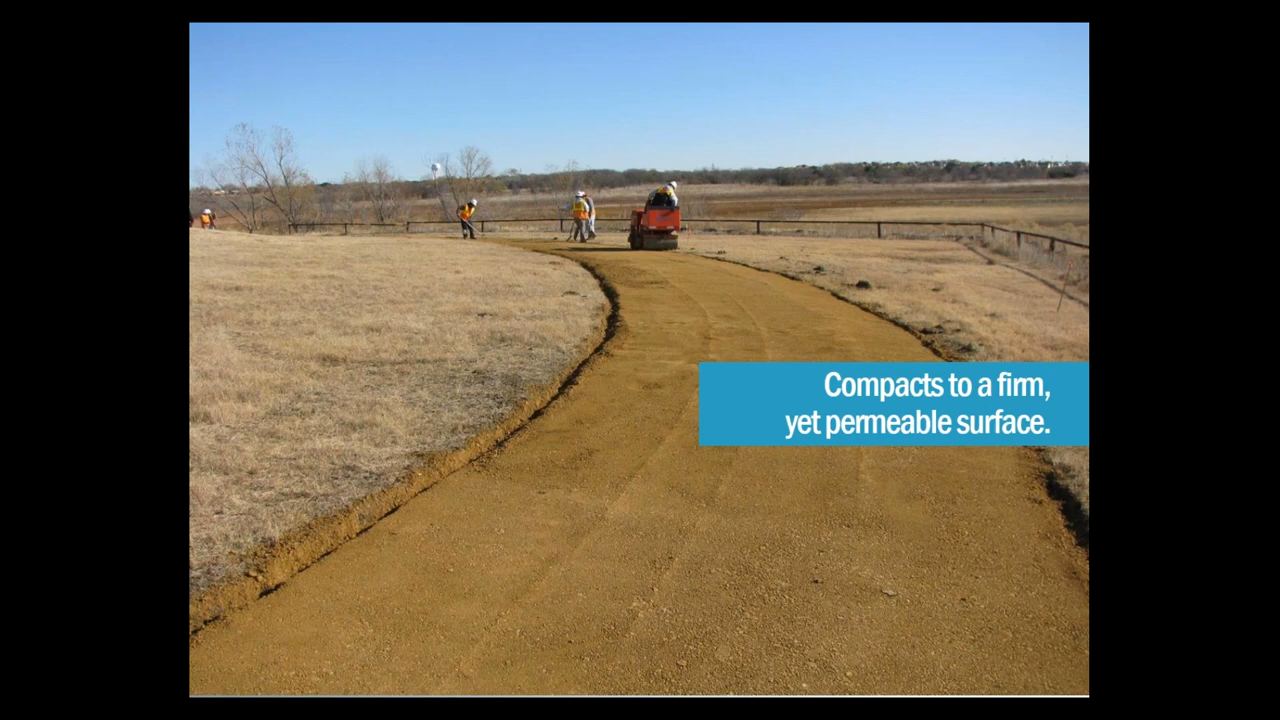 Compacts to a firm,
yet permeable surface.